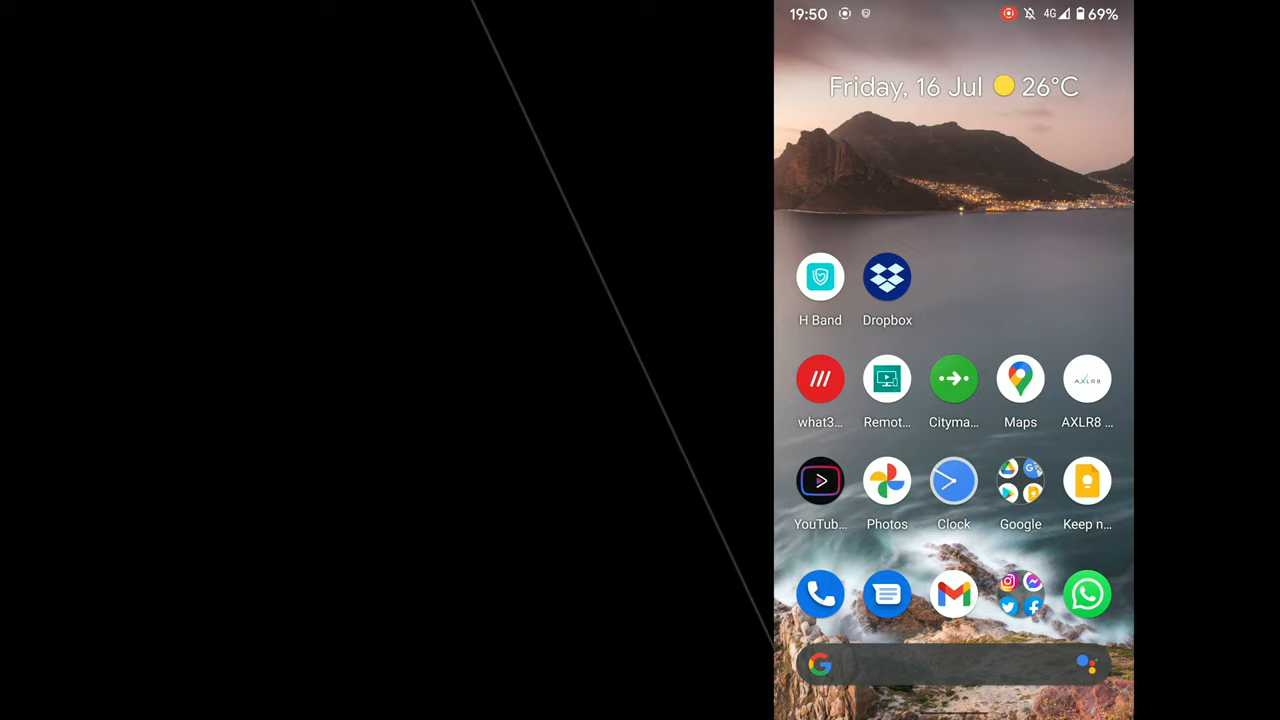 19:50 4G 69%
Friday, 16 Jul 26°C
H Band Dropbox
what3... Remot... Cityma... Maps AXLR8 ...
YouTub... Photos Clock Google Keep n...